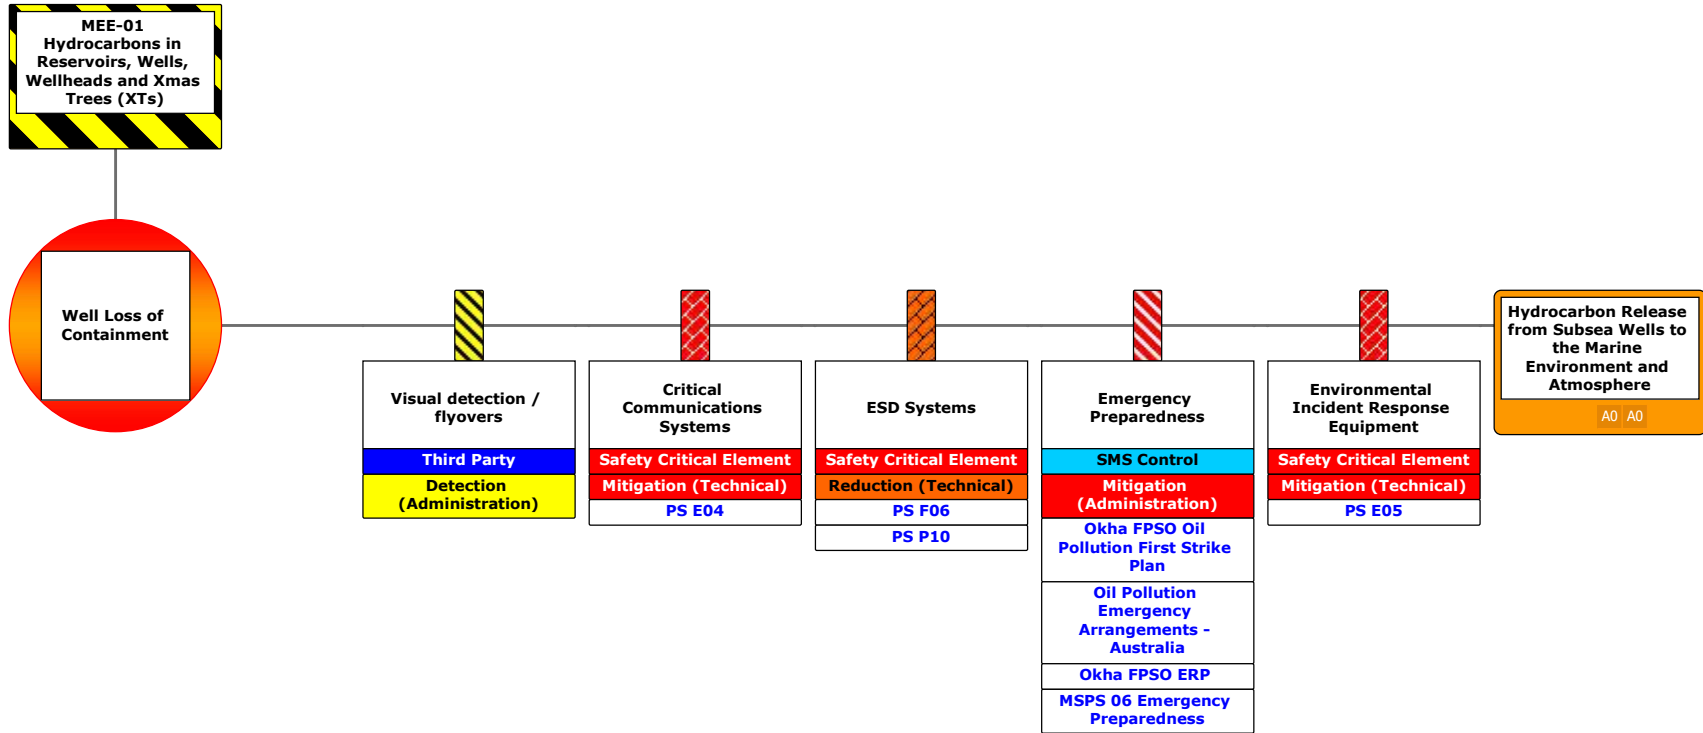 MEE-01
Hydrocarbons in
Reservoirs, Wells,
Wellheads and Xmas
Trees (XTs)
Well Loss of
Containment
Visual detection /
flyovers
Third Party
Detection
(Administration)
Critical
Communications
Systems
Safety Critical Element
Mitigation (Technical)
PS E04
ESD Systems
Safety Critical Element
Reduction (Technical)
PS F06
PS P10
Emergency
Preparedness
SMS Control
Mitigation
(Administration)
Okha FPSO Oil
Pollution First Strike
Plan
Oil Pollution
Emergency
Arrangements -
Australia
Okha FPSO ERP
MSPS 06 Emergency
Preparedness
Environmental
Incident Response
Equipment
Safety Critical Element
Mitigation (Technical)
PS E05
Hydrocarbon Release
from Subsea Wells to
the Marine
Environment and
Atmosphere
A0 A0